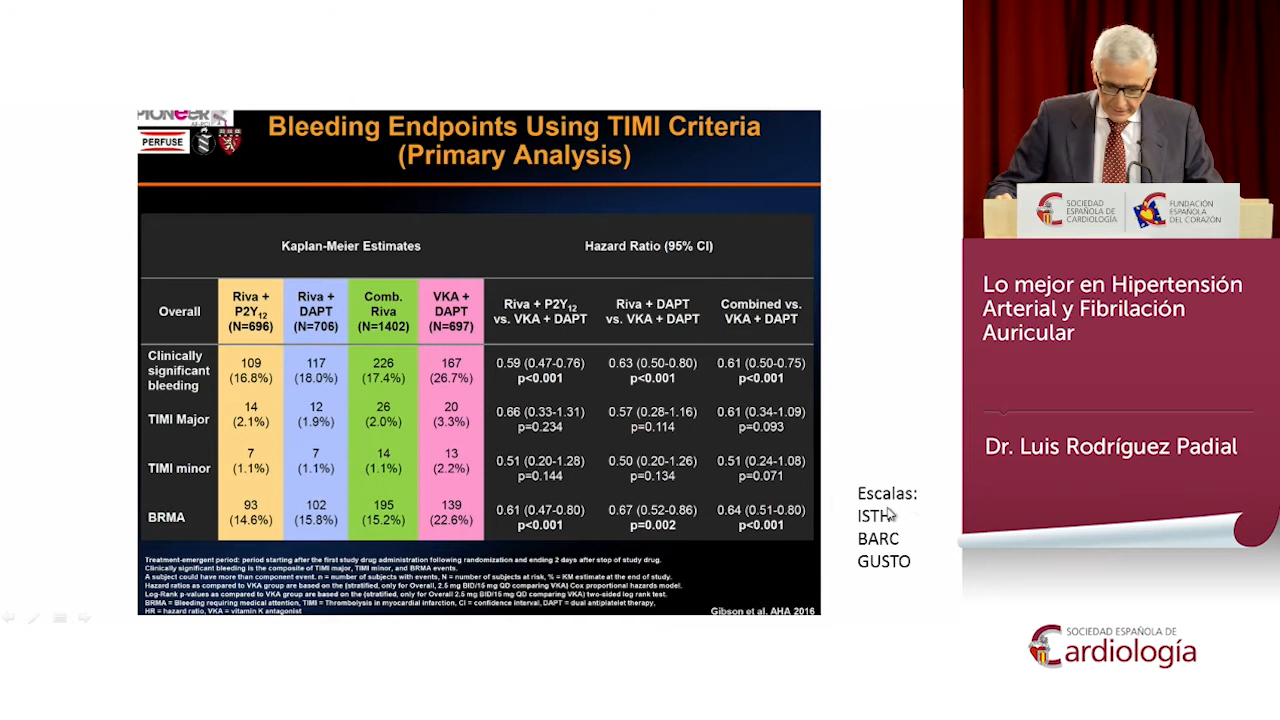 PIONEER
AF-PCI
PERFUSE
Bleeding Endpoints Using TIMI Criteria
(Primary Analysis)
Kaplan-Meier Estimates
Hazard Ratio (95% CI)
Overall
Riva +
P2Y12
(N=696)
Riva +
DAPT
(N=706)
Comb.
Riva
(N=1402)
VKA +
DAPT
(N=697)
Riva + P2Y12
vs. VKA + DAPT
Riva + DAPT
vs. VKA + DAPT
Combined vs.
VKA + DAPT
Clinically
significant
bleeding
109
(16.8%)
117
(18.0%)
226
(17.4%)
167
(26.7%)
0.59 (0.47-0.76)
p<0.001
0.63 (0.50-0.80)
p<0.001
0.61 (0.50-0.75)
p<0.001
TIMI Major
14
(2.1%)
12
(1.9%)
26
(2.0%)
20
(3.3%)
0.66 (0.33-1.31)
p=0.234
0.57 (0.28-1.16)
p=0.114
0.61 (0.34-1.09)
p=0.093
TIMI minor
7
(1.1%)
7
(1.1%)
14
(1.1%)
13
(2.2%)
0.51 (0.20-1.28)
p=0.144
0.50 (0.20-1.26)
p=0.134
0.51 (0.24-1.08)
p=0.071
BRMA
93
(14.6%)
102
(15.8%)
195
(15.2%)
139
(22.6%)
0.61 (0.47-0.80)
p<0.001
0.67 (0.52-0.86)
p=0.002
0.64 (0.51-0.80)
p<0.001
Treatment-emergent period: period starting after the first study drug administration following randomization and ending 2 days after stop of study drug.
Clinically significant bleeding is the composite of TIMI major, TIMI minor, and BRMA events.
A subject could have more than component event. n = number of subjects with events, N = number of subjects at risk, % = KM estimate at the end of study.
Hazard ratios as compared to VKA group are based on the (stratified, only for Overall, 2.5 mg BID/15 mg QD comparing VKA) Cox proportional hazards model.
Log-Rank p-values as compared to VKA group are based on the (stratified, only for Overall 2.5 mg BID/15 mg QD comparing VKA) two-sided log rank test.
BRMA = Bleeding requiring medical attention, TIMI = Thrombolysis in myocardial infarction, CI = confidence interval, DAPT = dual antiplatelet therapy,
HR = hazard ratio, VKA = vitamin K antagonist
Gibson et al. AHA 2016
Escalas:
ISTH
BARC
GUSTO
SOCIEDAD
ESPAÑOLA DE
CARDIOLOGÍA
FUNDACIÓN
ESPAÑOLA
DEL CORAZÓN
Lo mejor en Hipertensión
Arterial y Fibrilación
Auricular
Dr. Luis Rodríguez Padial
SOCIEDAD ESPAÑOLA DE
Cardiología